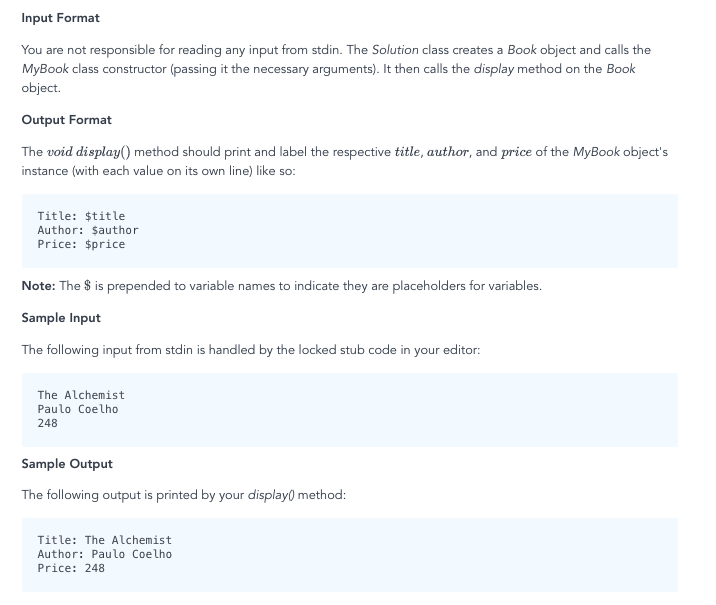 Input Format
You are not responsible for reading any input from stdin. The Solution class creates a Book object and calls the
MyBook class constructor (passing it the necessary arguments). It then calls the display method on the Book
object.
Output Format
The void display() method should print and label the respective title, author, and price of the MyBook object's
instance (with each value on its own line) like so:
Title: $title
Author: $author
Price: $price
Note: The $ is prepended to variable names to indicate they are placeholders for variables.
Sample Input
The following input from stdin is handled by the locked stub code in your editor:
The Alchemist
Paulo Coelho
248
Sample Output
The following output is printed by your display() method:
Title: The Alchemist
Author: Paulo Coelho
Price: 248